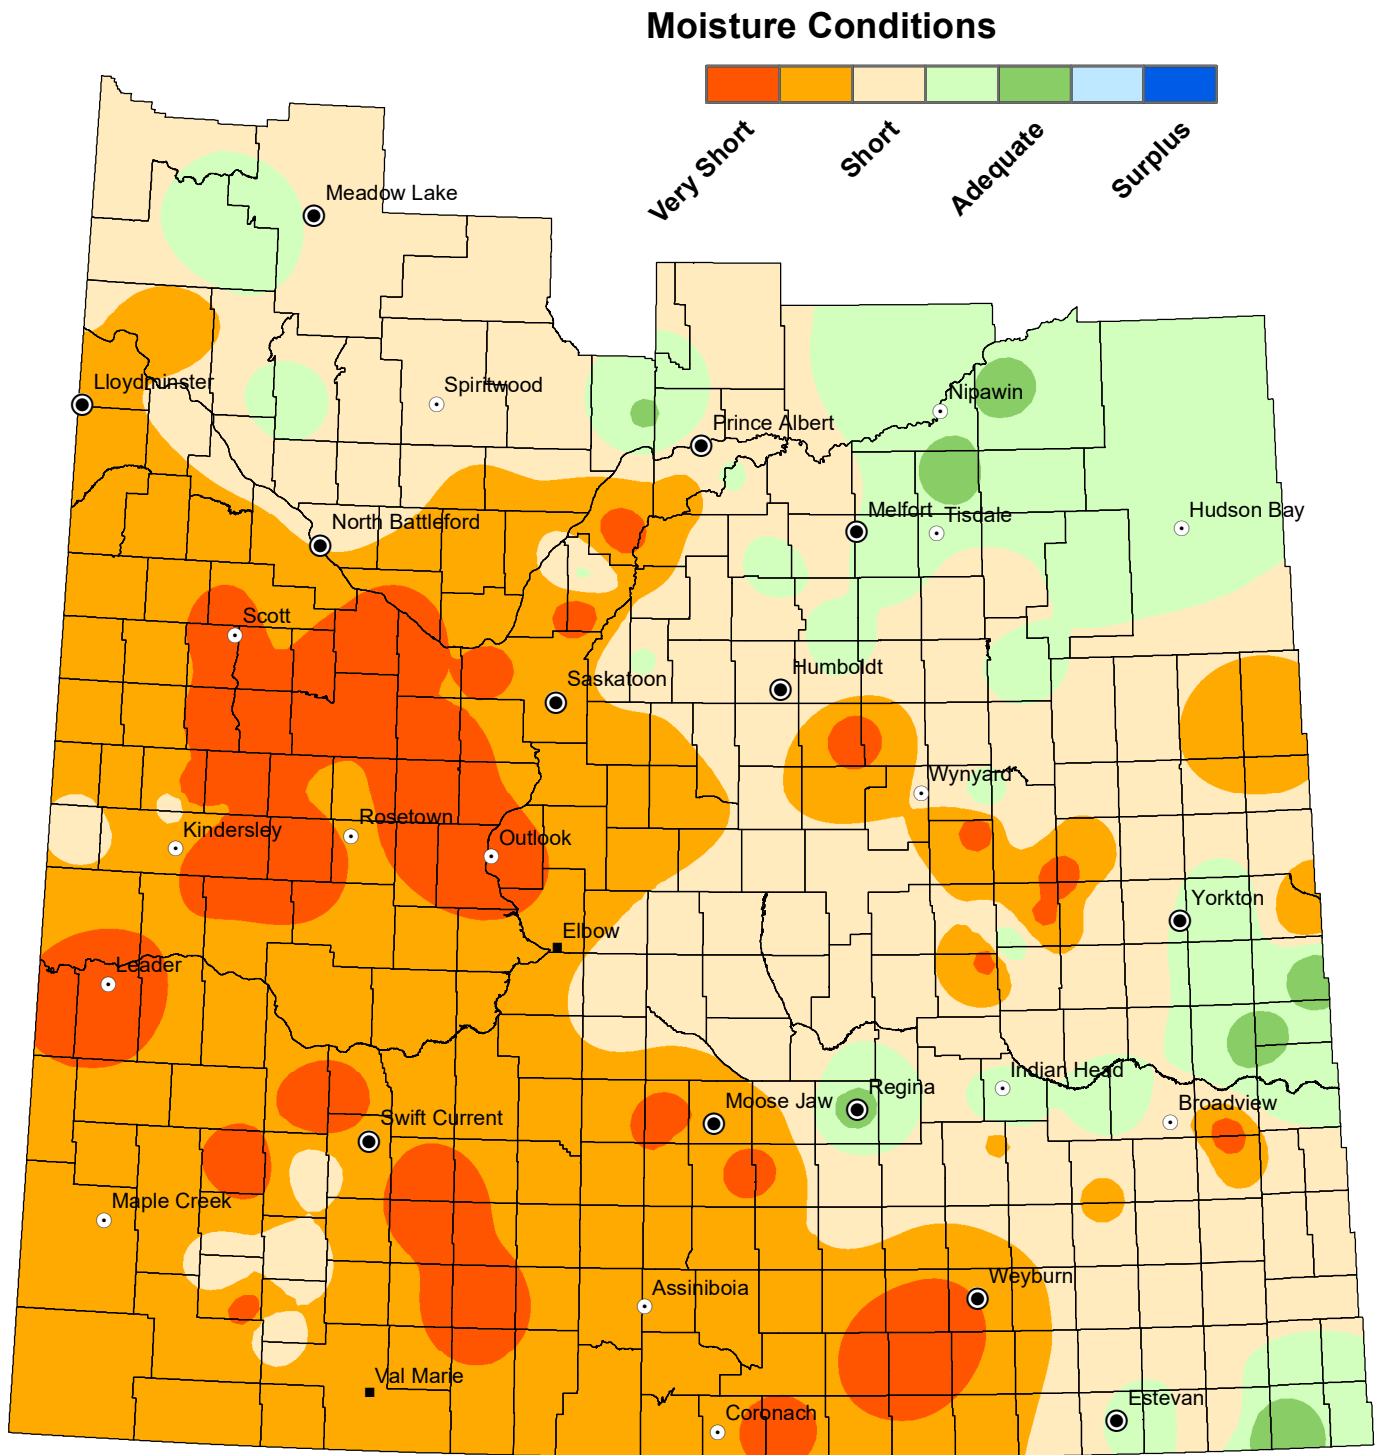 Moisture Conditions
Very Short
Short
Adequate
Surplus
Meadow Lake
Lloydminster
Spiritwood
Nipawin
Prince Albert
Melfort
Tisdale
Hudson Bay
North Battleford
Scott
Saskatoon
Humboldt
Wynyard
Kindersley
Rosetown
Outlook
Yorkton
Elbow
Leader
Indian Head
Regina
Moose Jaw
Broadview
Swift Current
Maple Creek
Weyburn
Assiniboia
Val Marie
Estevan
Coronach